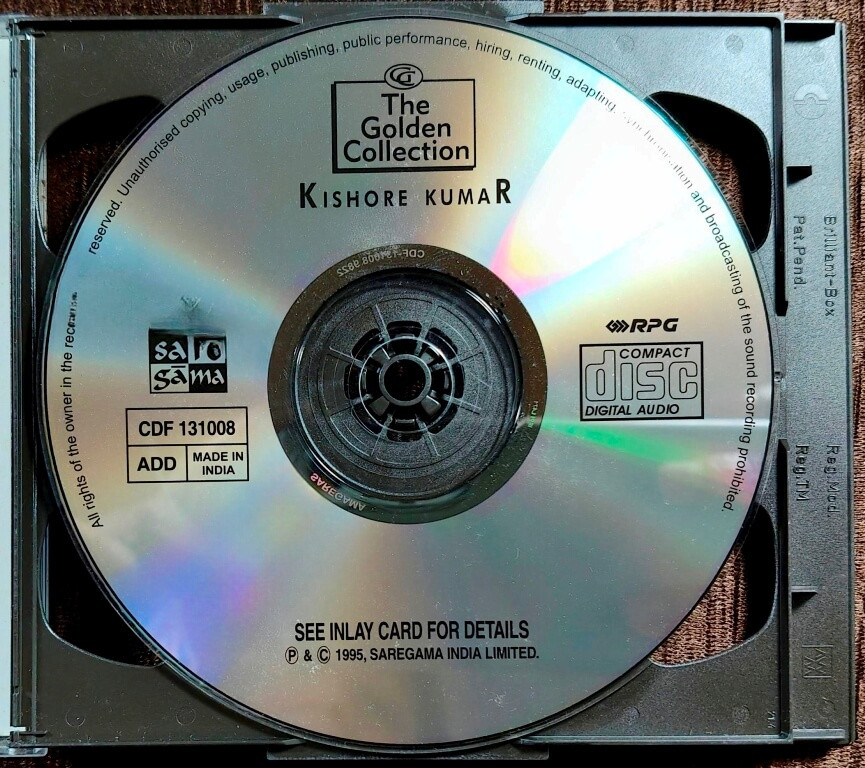 GC
The
Golden
Collection
KISHORE KUMAR
All rights of the owner in the
reserved. Unauthorised copying, usage, publishing, public performance, hiring, renting, adapting, synchronisation and broadcasting of the sound recording prohibited.
sa re
ga ma
CDF 131008
ADD
MADE IN
INDIA
RPG
COMPACT
disc
DIGITAL AUDIO
SAREGAMA
SEE INLAY CARD FOR DETAILS
Ⓟ & © 1995, SAREGAMA INDIA LIMITED.
Brilliant-Box
Pat.Pend.
Reg.Mod.
Reg.TM